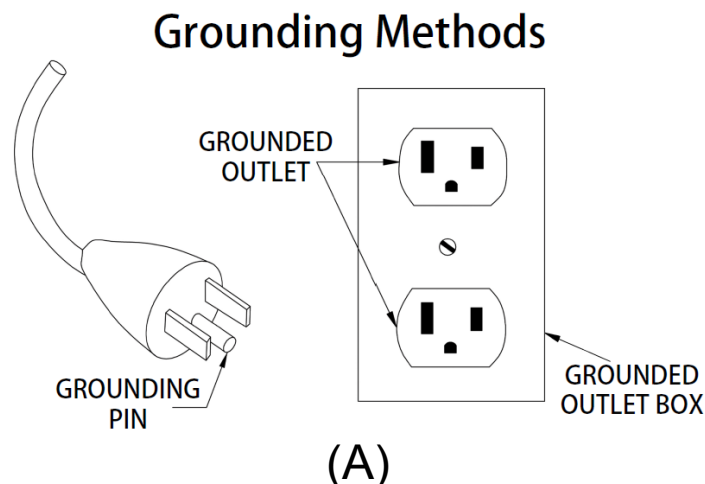 Grounding Methods
GROUNDED
OUTLET
GROUNDING
PIN
GROUNDED
OUTLET BOX
(A)